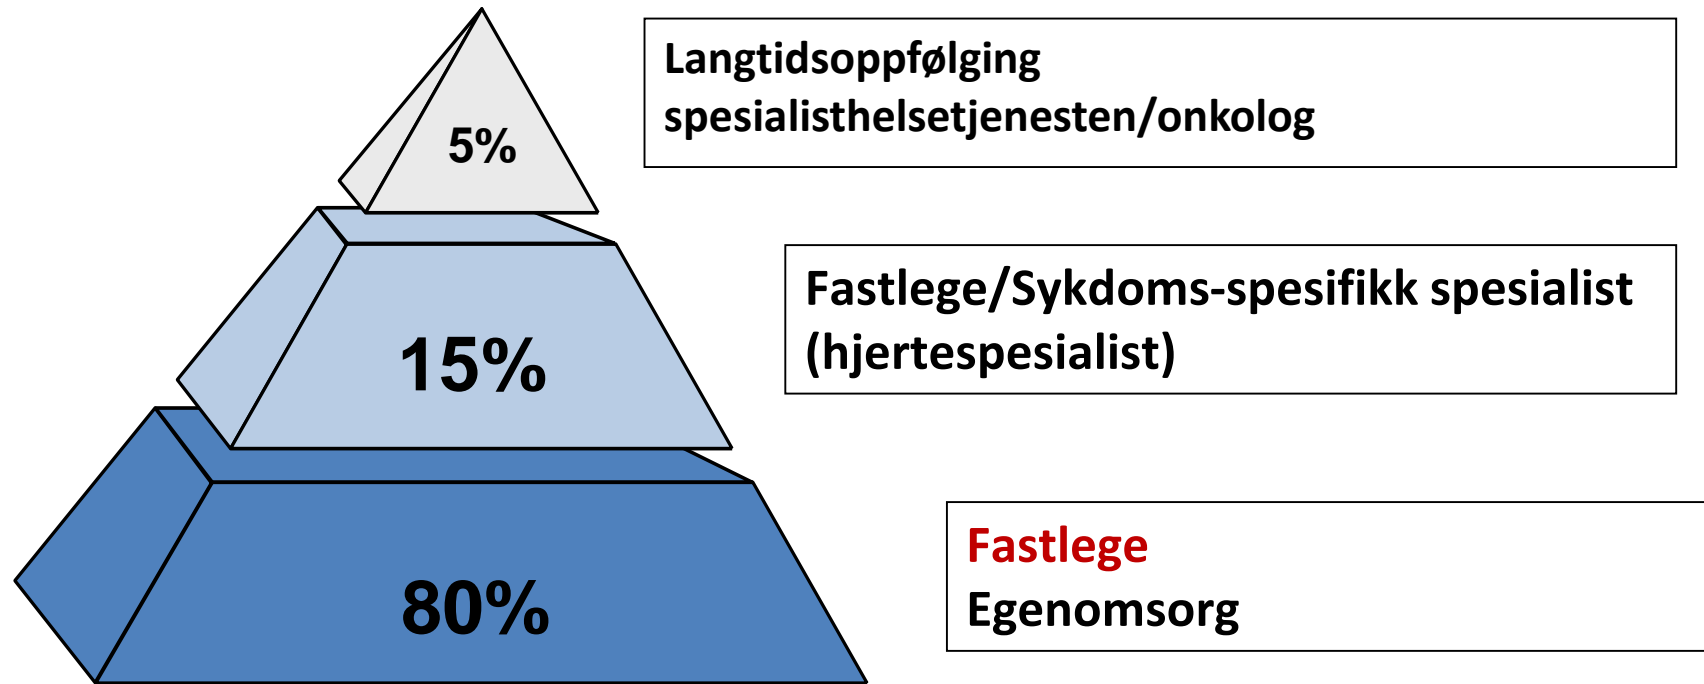 Langtidsoppfølging
spesialisthelsetjenesten/onkolog
5%
Fastlege/Sykdoms-spesifikk spesialist
(hjertespesialist)
15%
Fastlege
Egenomsorg
80%